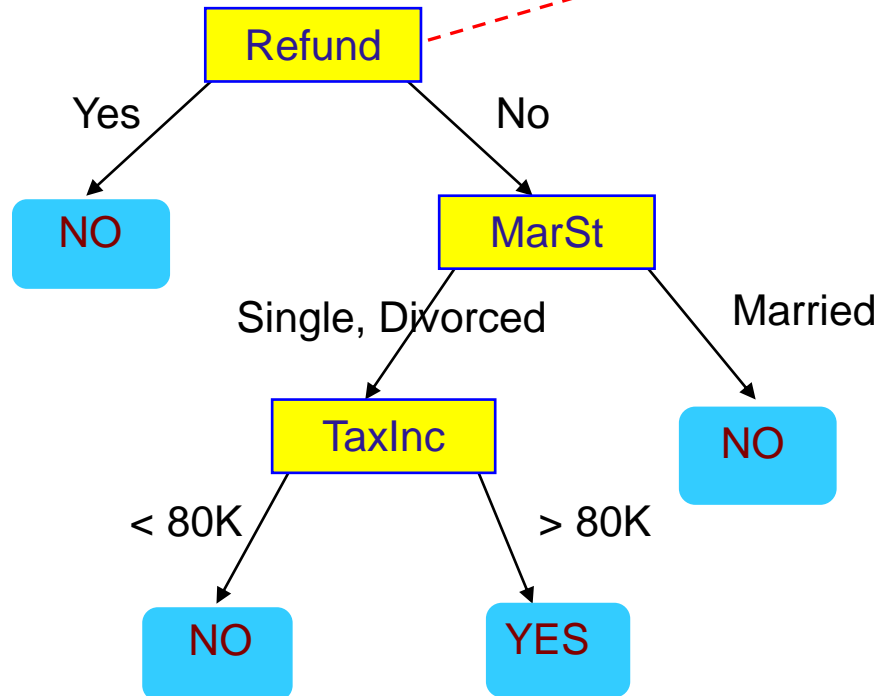 Refund
Yes
No
NO
MarSt
Single, Divorced
Married
TaxInc
NO
< 80K
> 80K
NO
YES